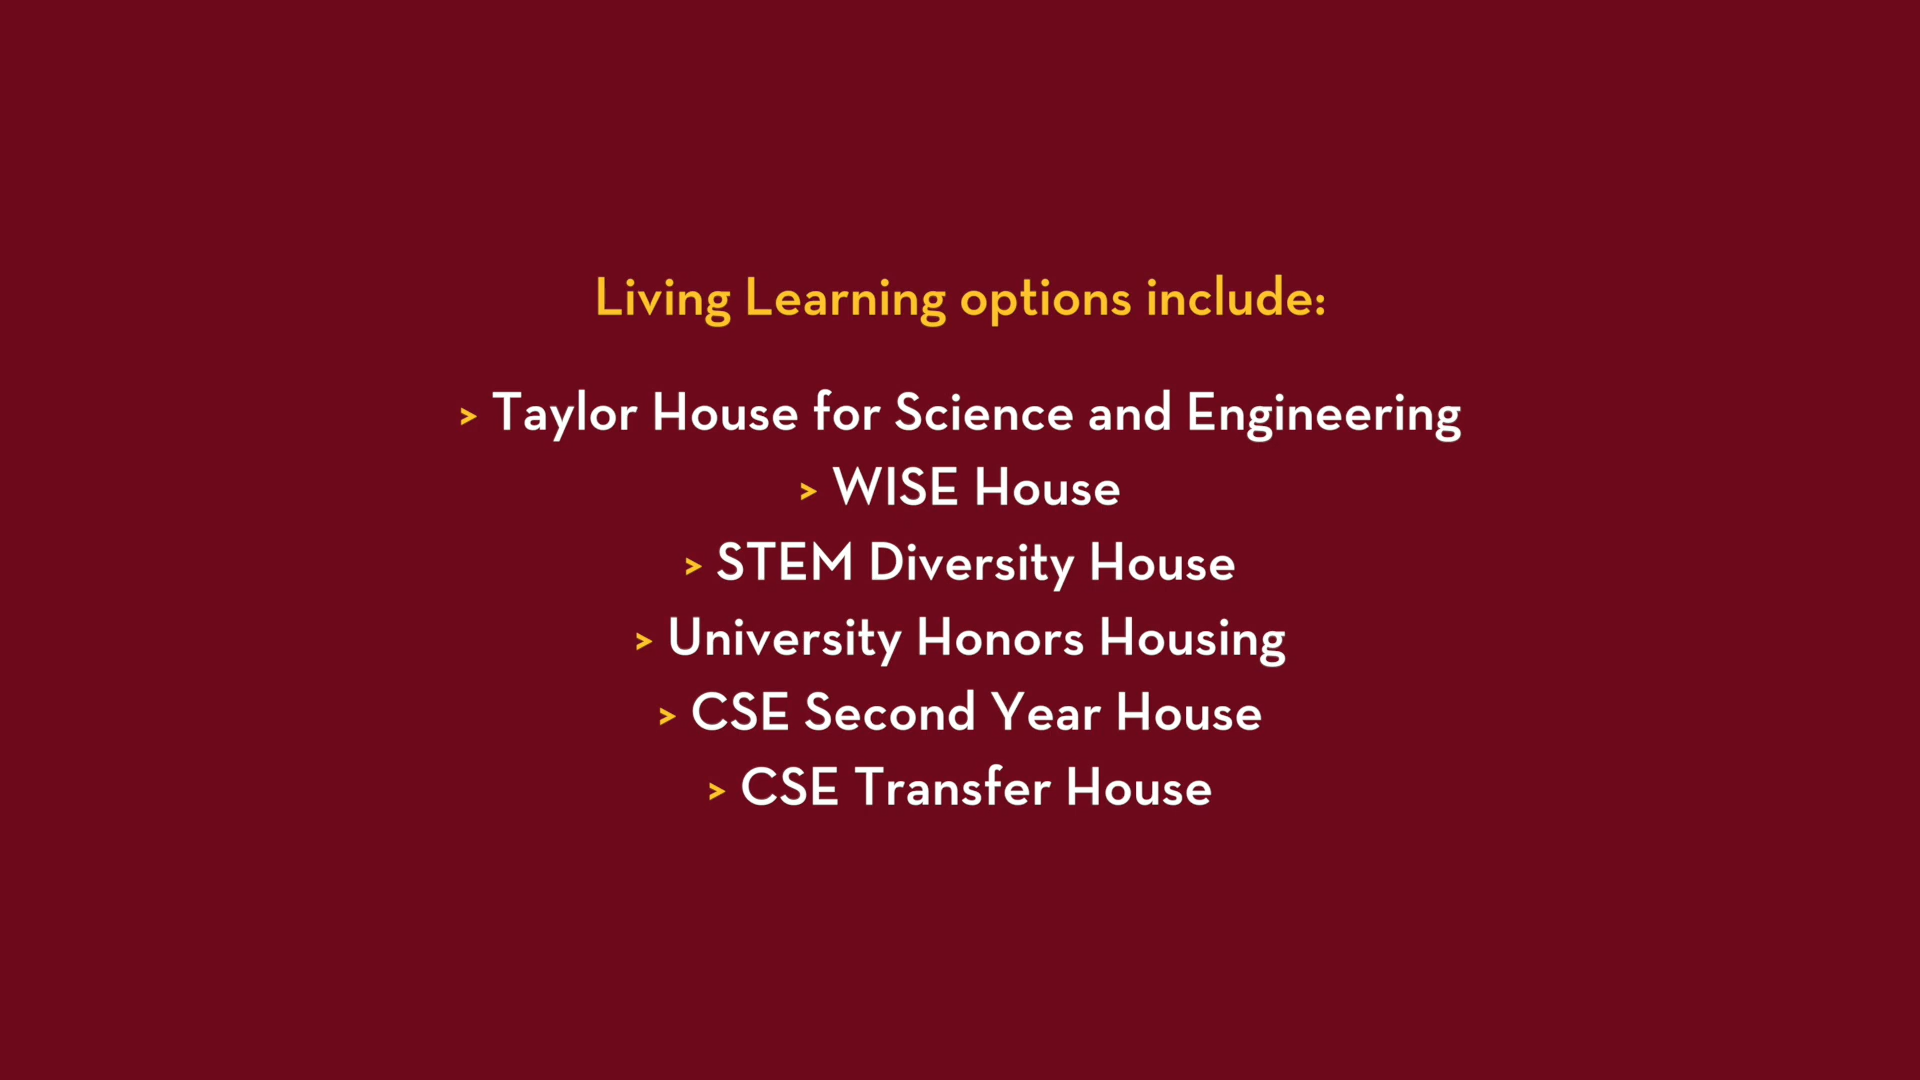 Living Learning options include:
> Taylor House for Science and Engineering
> WISE House
> STEM Diversity House
> University Honors Housing
> CSE Second Year House
> CSE Transfer House